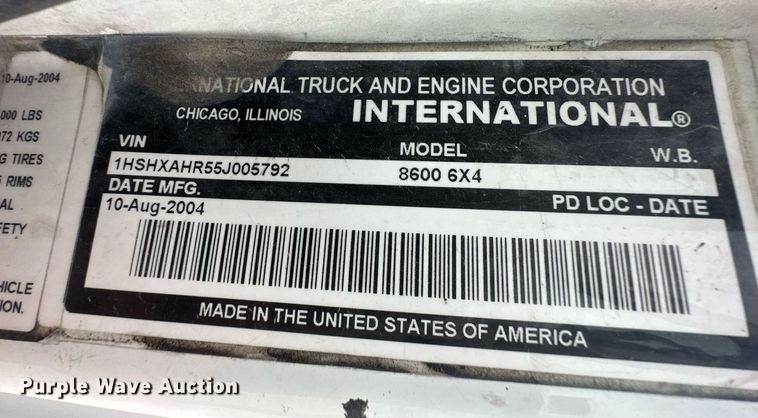 10-Aug-2004
000 LBS
072 KGS
G TIRES
RIMS
AL
FETY
HICLE
ION.
RNATIONAL TRUCK AND ENGINE CORPORATION
CHICAGO, ILLINOIS INTERNATIONAL®
VIN MODEL W.B.
1HSHXAHR55J005792 8600 6X4
DATE MFG. PD LOC - DATE
10-Aug-2004
MADE IN THE UNITED STATES OF AMERICA
Purple Wave Auction